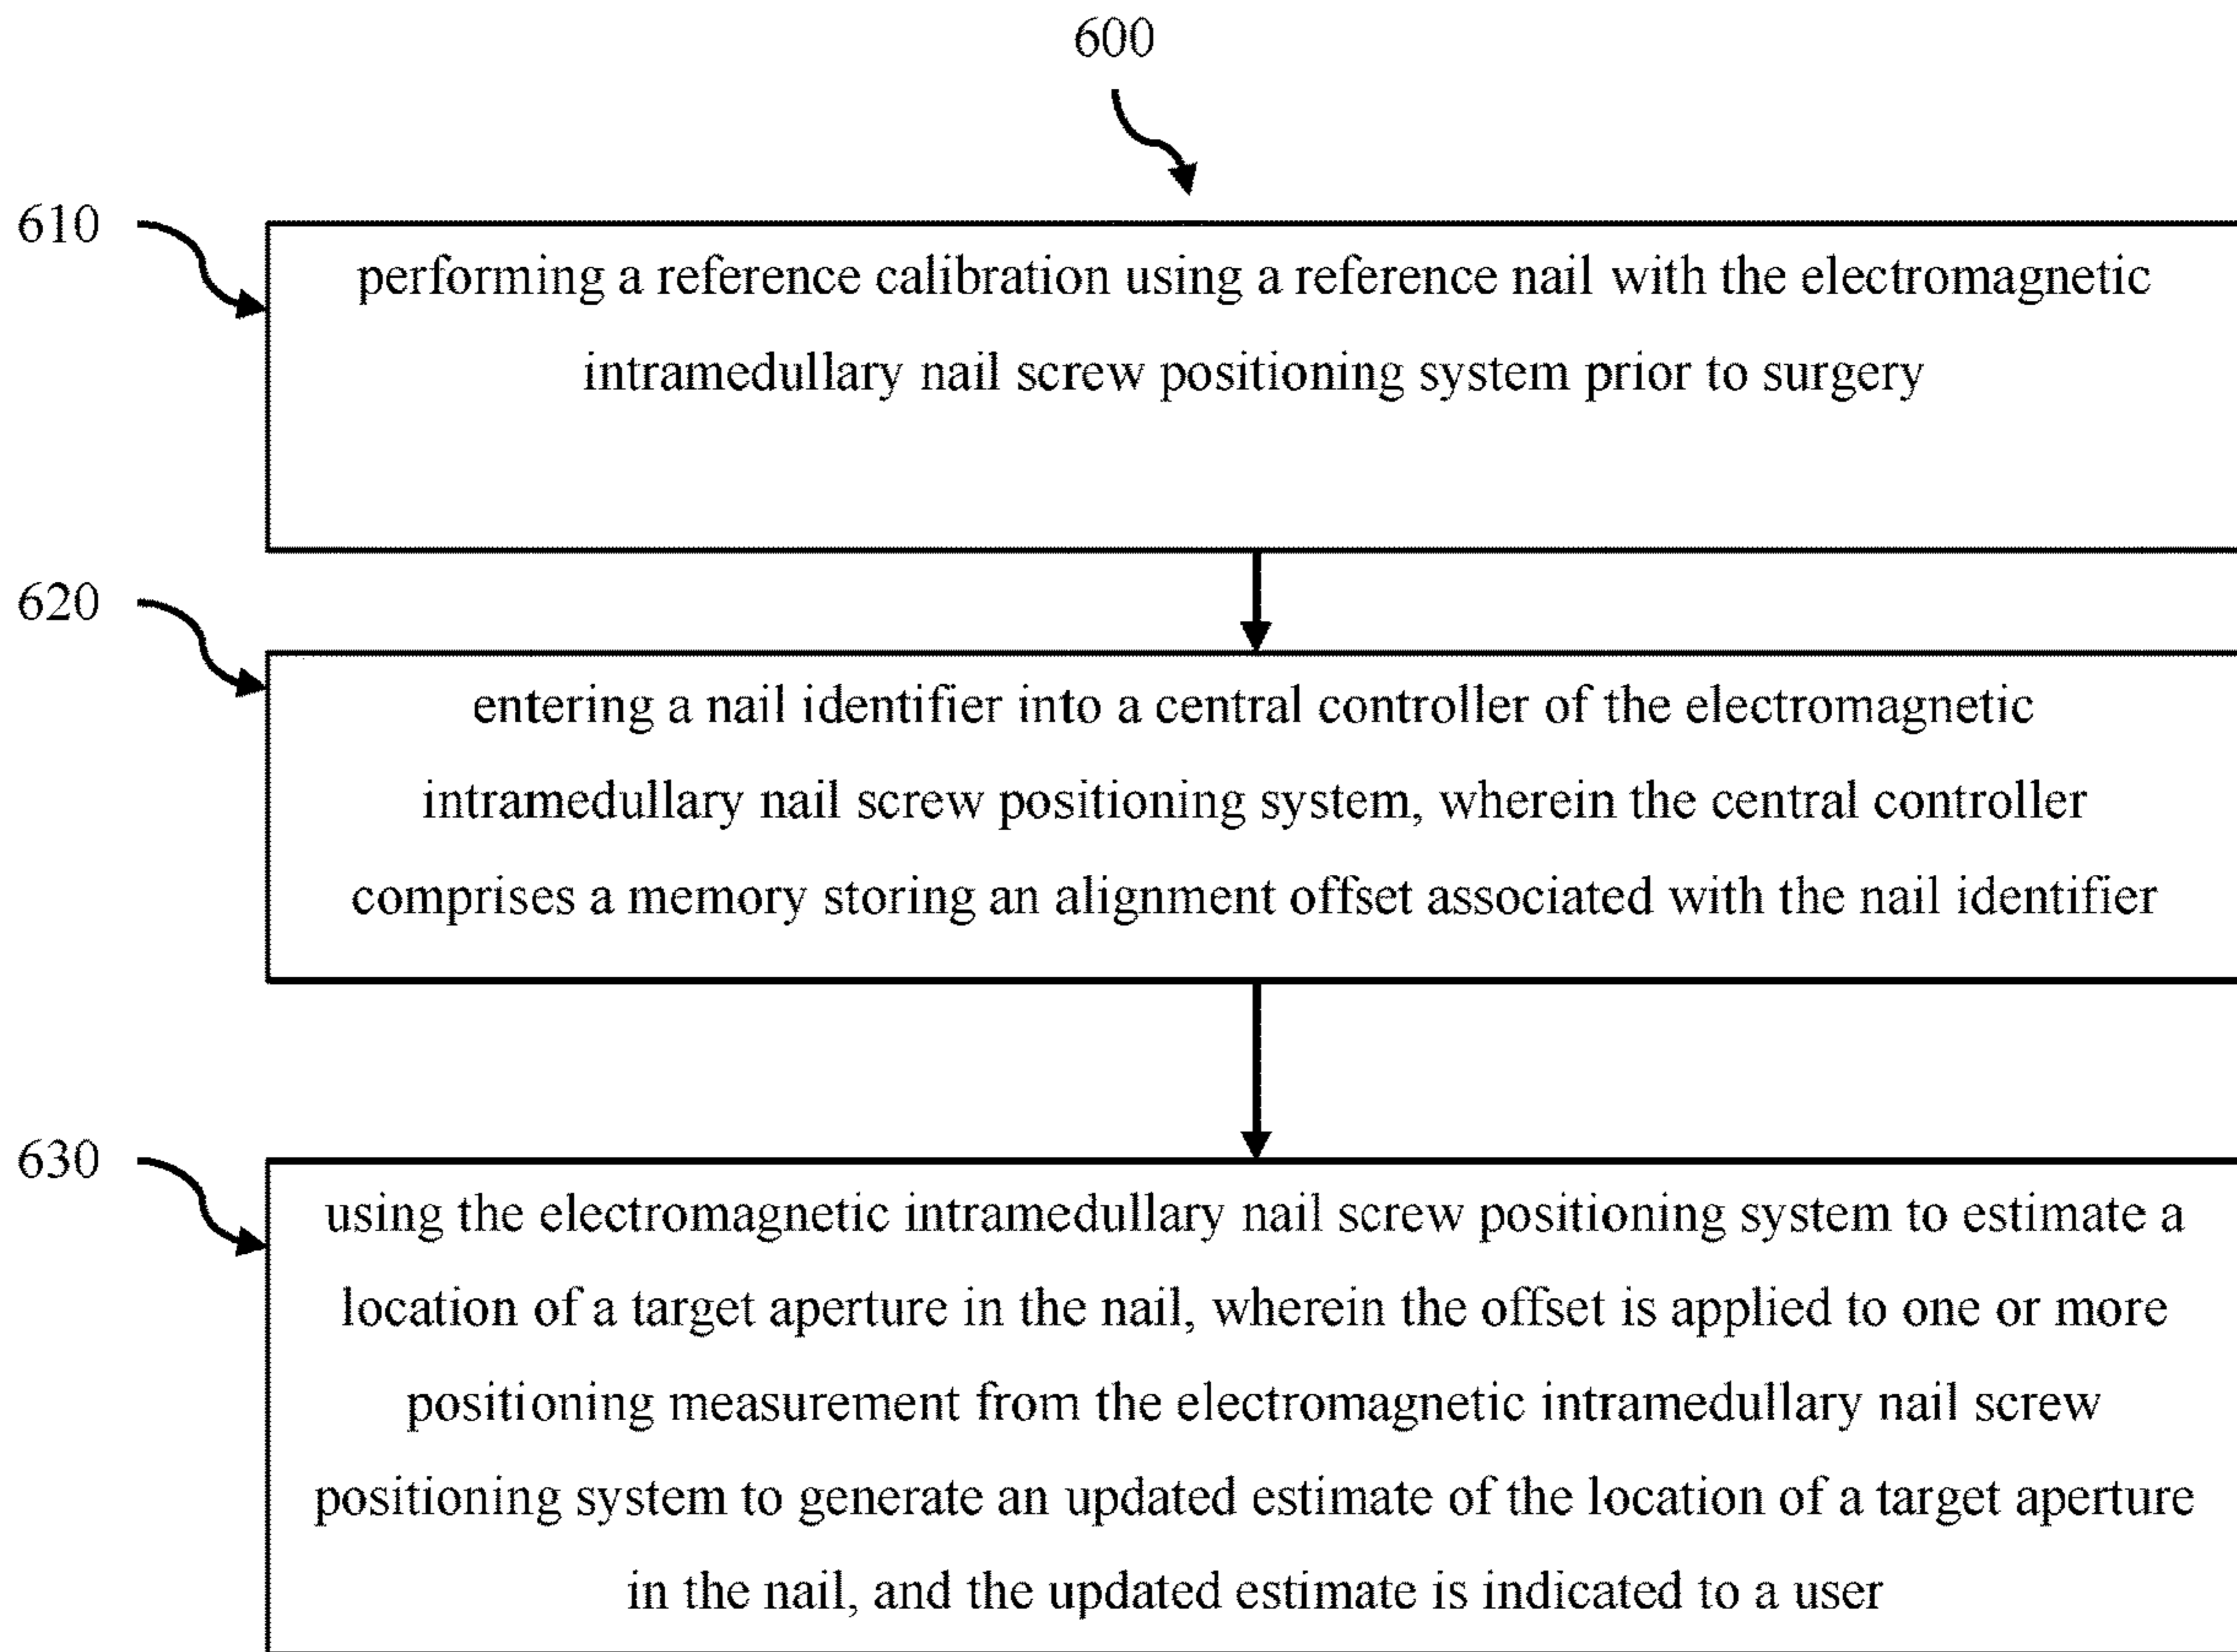 600
610
performing a reference calibration using a reference nail with the electromagnetic
intramedullary nail screw positioning system prior to surgery
620
entering a nail identifier into a central controller of the electromagnetic
intramedullary nail screw positioning system, wherein the central controller
comprises a memory storing an alignment offset associated with the nail identifier
630
using the electromagnetic intramedullary nail screw positioning system to estimate a
location of a target aperture in the nail, wherein the offset is applied to one or more
positioning measurement from the electromagnetic intramedullary nail screw
positioning system to generate an updated estimate of the location of a target aperture
in the nail, and the updated estimate is indicated to a user